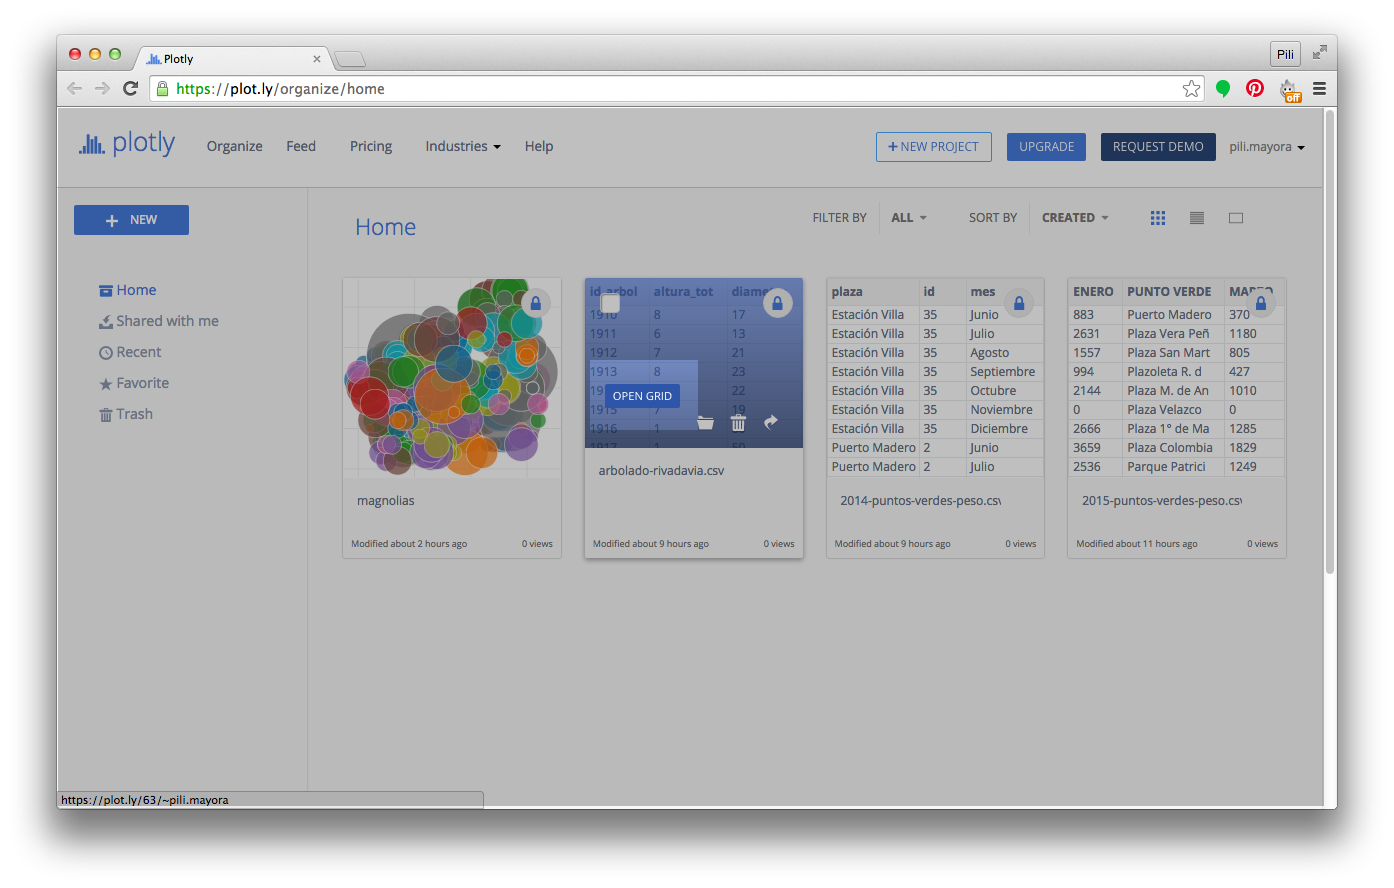 Plotly
Pili
https://plot.ly/organize/home
off
plotly
Organize
Feed
Pricing
Industries
Help
+ NEW PROJECT
UPGRADE
REQUEST DEMO
pili.mayora
+ NEW
Home
FILTER BY
ALL
SORT BY
CREATED
Home
Shared with me
Recent
Favorite
Trash
magnolias
Modified about 2 hours ago
0 views
id_arbol altura_tot
1910 8 17
1911 6 13
1912 7 21
1913 8 23
22
1915 7 19
1916 1
1917 1 50
OPEN GRID
arbolado-rivadavia.csv
Modified about 9 hours ago
0 views
plaza id mes
Estación Villa 35 Junio
Estación Villa 35 Julio
Estación Villa 35 Agosto
Estación Villa 35 Septiembre
Estación Villa 35 Octubre
Estación Villa 35 Noviembre
Estación Villa 35 Diciembre
Puerto Madero 2 Junio
Puerto Madero 2 Julio
2014-puntos-verdes-peso.csv
Modified about 9 hours ago
0 views
ENERO PUNTO VERDE MARZO
883 Puerto Madero 370
2631 Plaza Vera Peñ 1180
1557 Plaza San Mart 805
994 Plazoleta R. d 427
2144 Plaza M. de An 1010
0 Plaza Velazco 0
2666 Plaza 1° de Ma 1285
3659 Plaza Colombia 1829
2536 Parque Patrici 1249
2015-puntos-verdes-peso.csv
Modified about 11 hours ago
0 views
https://plot.ly/63/~pili.mayora